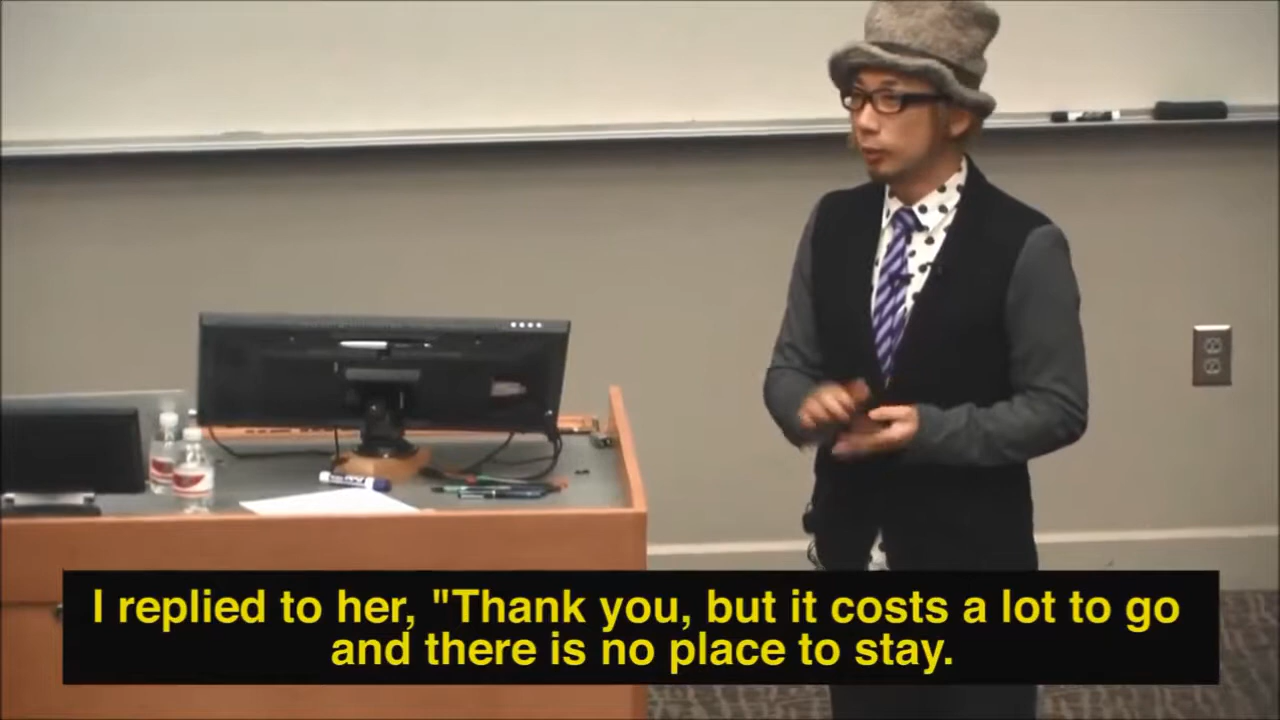 I replied to her, "Thank you, but it costs a lot to go
and there is no place to stay.